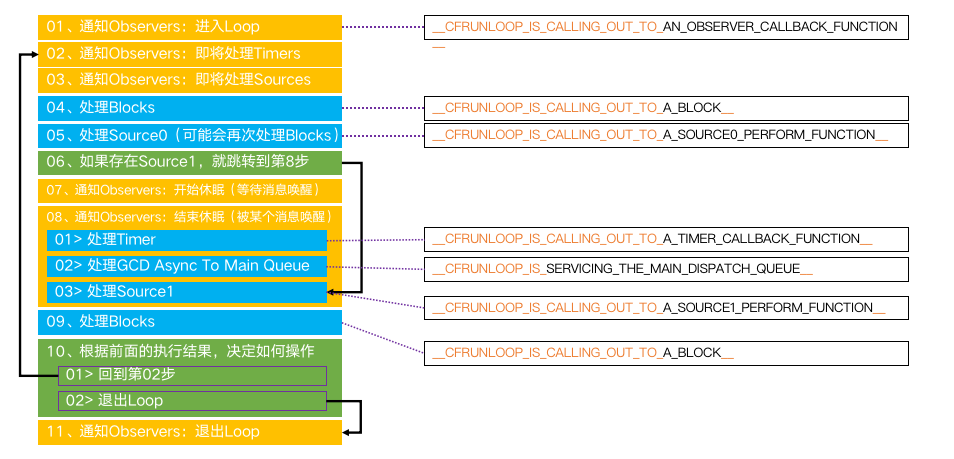 01、通知Observers：进入Loop
__CFRUNLOOP_IS_CALLING_OUT_TO_AN_OBSERVER_CALLBACK_FUNCTION
__
02、通知Observers：即将处理Timers
03、通知Observers：即将处理Sources
04、处理Blocks
__CFRUNLOOP_IS_CALLING_OUT_TO_A_BLOCK__
05、处理Source0（可能会再次处理Blocks）
__CFRUNLOOP_IS_CALLING_OUT_TO_A_SOURCE0_PERFORM_FUNCTION__
06、如果存在Source1，就跳转到第8步
07、通知Observers：开始休眠（等待消息唤醒）
08、通知Observers：结束休眠（被某个消息唤醒）
01> 处理Timer
__CFRUNLOOP_IS_CALLING_OUT_TO_A_TIMER_CALLBACK_FUNCTION__
02> 处理GCD Async To Main Queue
__CFRUNLOOP_IS_SERVICING_THE_MAIN_DISPATCH_QUEUE__
03> 处理Source1
__CFRUNLOOP_IS_CALLING_OUT_TO_A_SOURCE1_PERFORM_FUNCTION__
09、处理Blocks
__CFRUNLOOP_IS_CALLING_OUT_TO_A_BLOCK__
10、根据前面的执行结果，决定如何操作
01> 回到第02步
02> 退出Loop
11、通知Observers：退出Loop